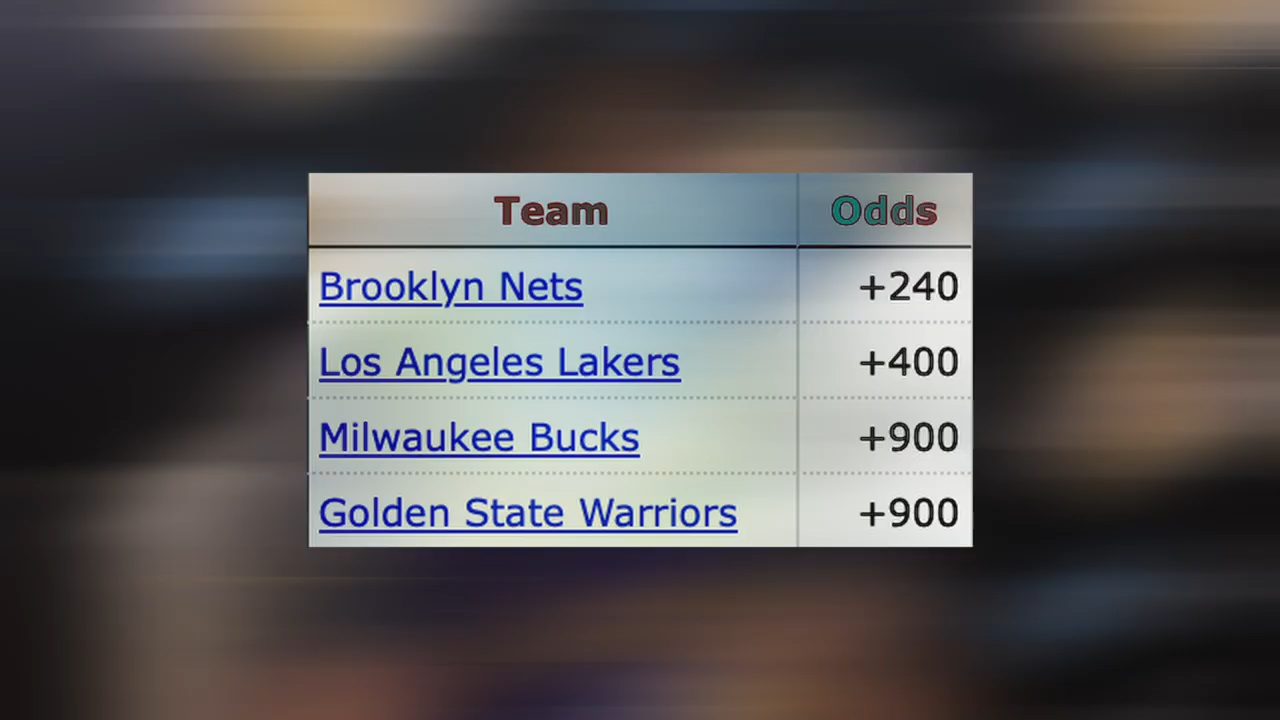 Team Odds
Brooklyn Nets +240
Los Angeles Lakers +400
Milwaukee Bucks +900
Golden State Warriors +900